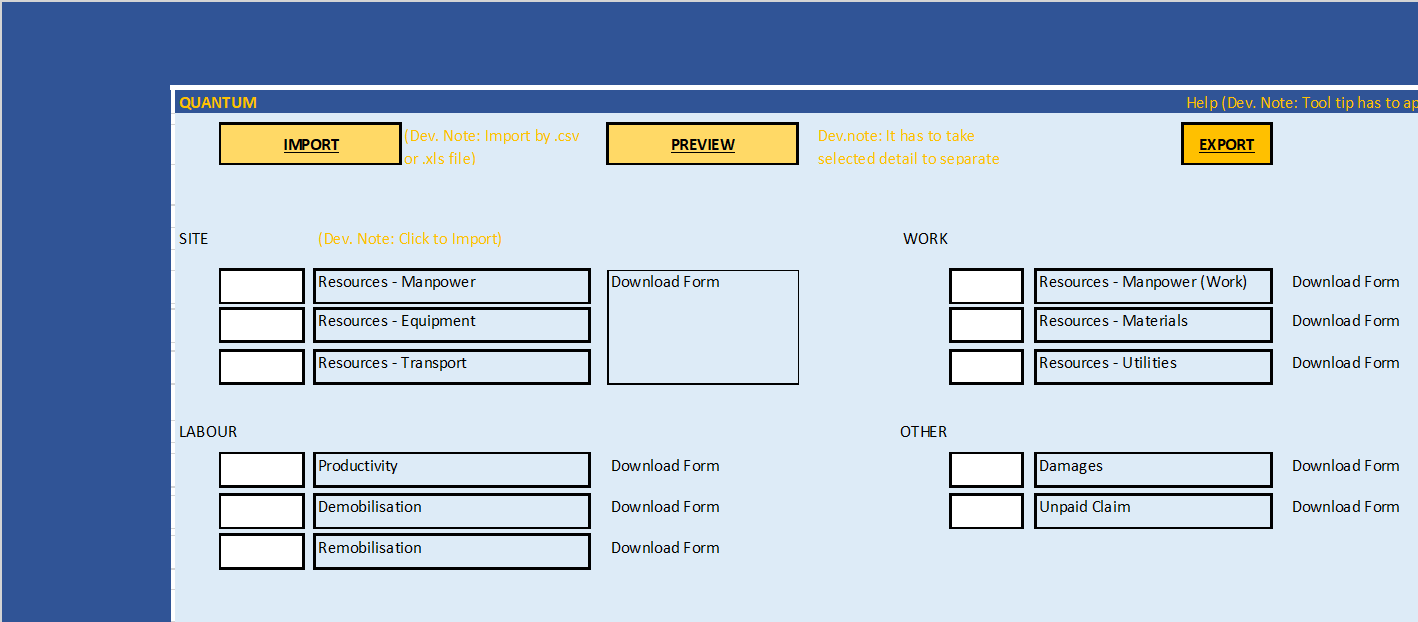 QUANTUM
Help (Dev. Note: Tool tip has to
IMPORT
(Dev. Note: Import by .csv
or .xls file)
PREVIEW
Dev.note: It has to take
selected detail to separate
EXPORT
SITE
(Dev. Note: Click to Import)
WORK
Resources - Manpower
Download Form
Resources - Manpower (Work)
Download Form
Resources - Equipment
Resources - Materials
Download Form
Resources - Transport
Resources - Utilities
Download Form
LABOUR
OTHER
Productivity
Download Form
Damages
Download Form
Demobilisation
Download Form
Unpaid Claim
Download Form
Remobilisation
Download Form